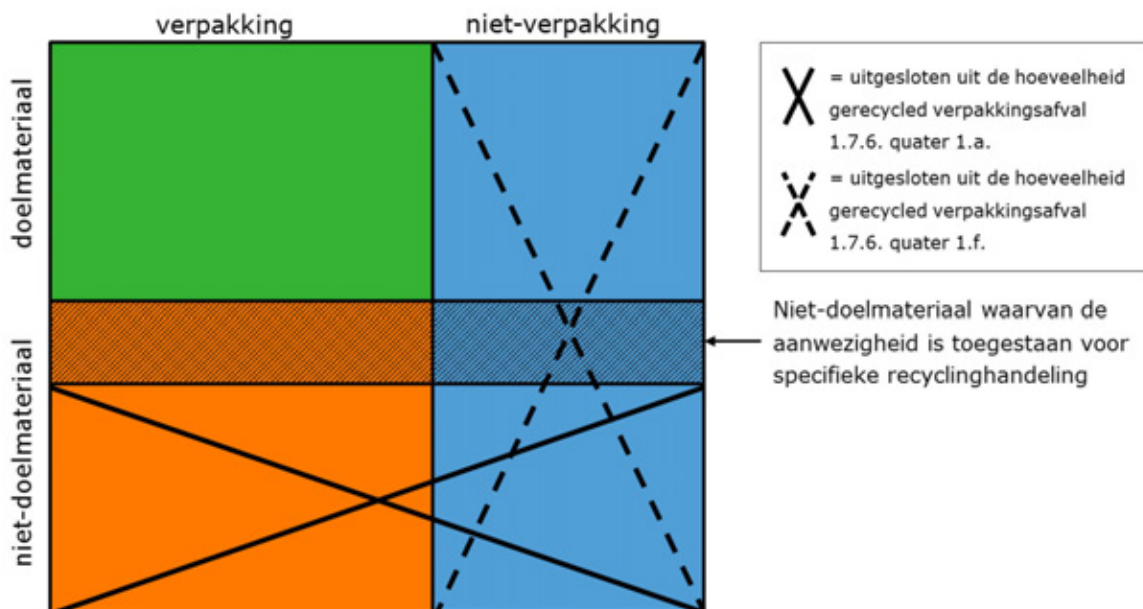 verpakking
niet-verpakking
doelmateriaal
niet-doelmateriaal
= uitgesloten uit de hoeveelheid
gerecycled verpakkingsafval
1.7.6. quater 1.a.
= uitgesloten uit de hoeveelheid
gerecycled verpakkingsafval
1.7.6. quater 1.f.
Niet-doelmateriaal waarvan de
aanwezigheid is toegestaan voor
specifieke recyclinghandeling